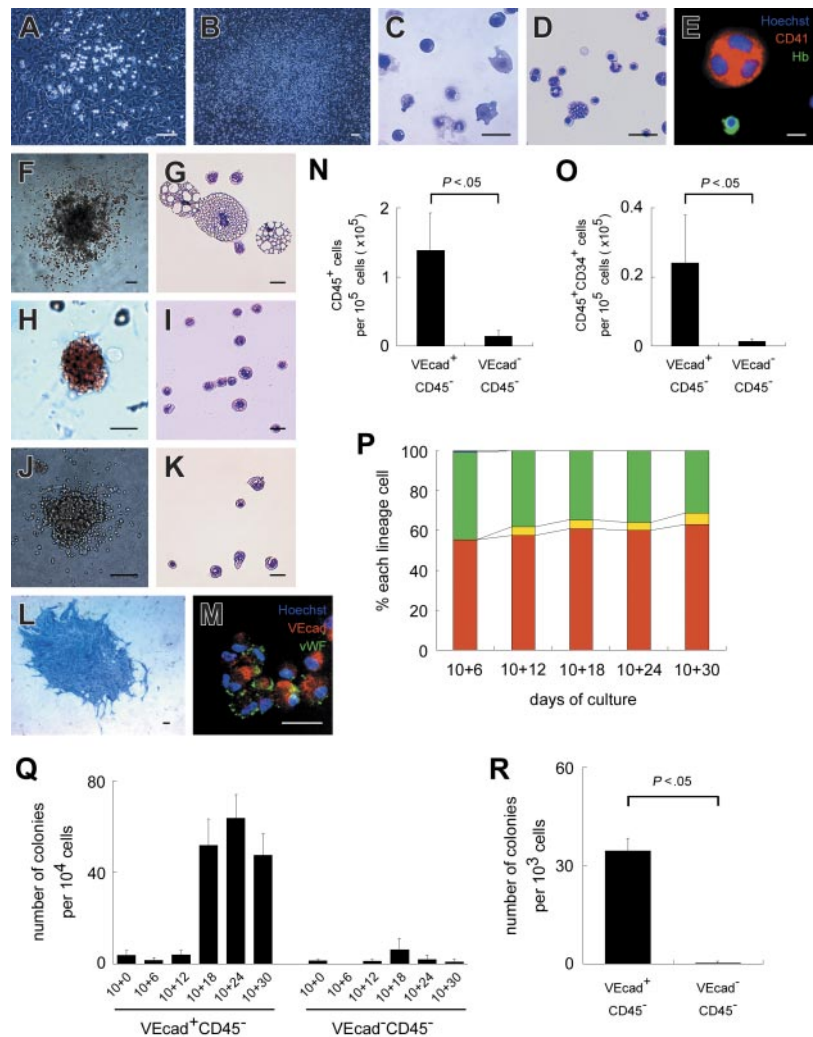 A
B
C
D
E
Hoechst
CD41
Hb
F
G
H
I
J
K
L
M
Hoechst
VEcad
vWF
N
P <.05
CD45⁺ cells
per 10⁵ cells ( x10⁵)
2
1
0
VEcad⁺
CD45⁻
VEcad⁻
CD45⁻
O
P <.05
CD45⁺CD34⁺ cells
per 10⁵ cells ( x10⁵)
0.4
0.2
0
VEcad⁺
CD45⁻
VEcad⁻
CD45⁻
P
% each lineage cell
100
80
60
40
20
0
10+6 10+12 10+18 10+24 10+30
days of culture
Q
number of colonies
per 10⁴ cells
80
40
0
10+0 10+6 10+12 10+18 10+24 10+30 10+0 10+6 10+12 10+18 10+24 10+30
VEcad⁺CD45⁻ VEcad⁻CD45⁻
R
P <.05
number of colonies
per 10³ cells
60
30
0
VEcad⁺
CD45⁻
VEcad⁻
CD45⁻